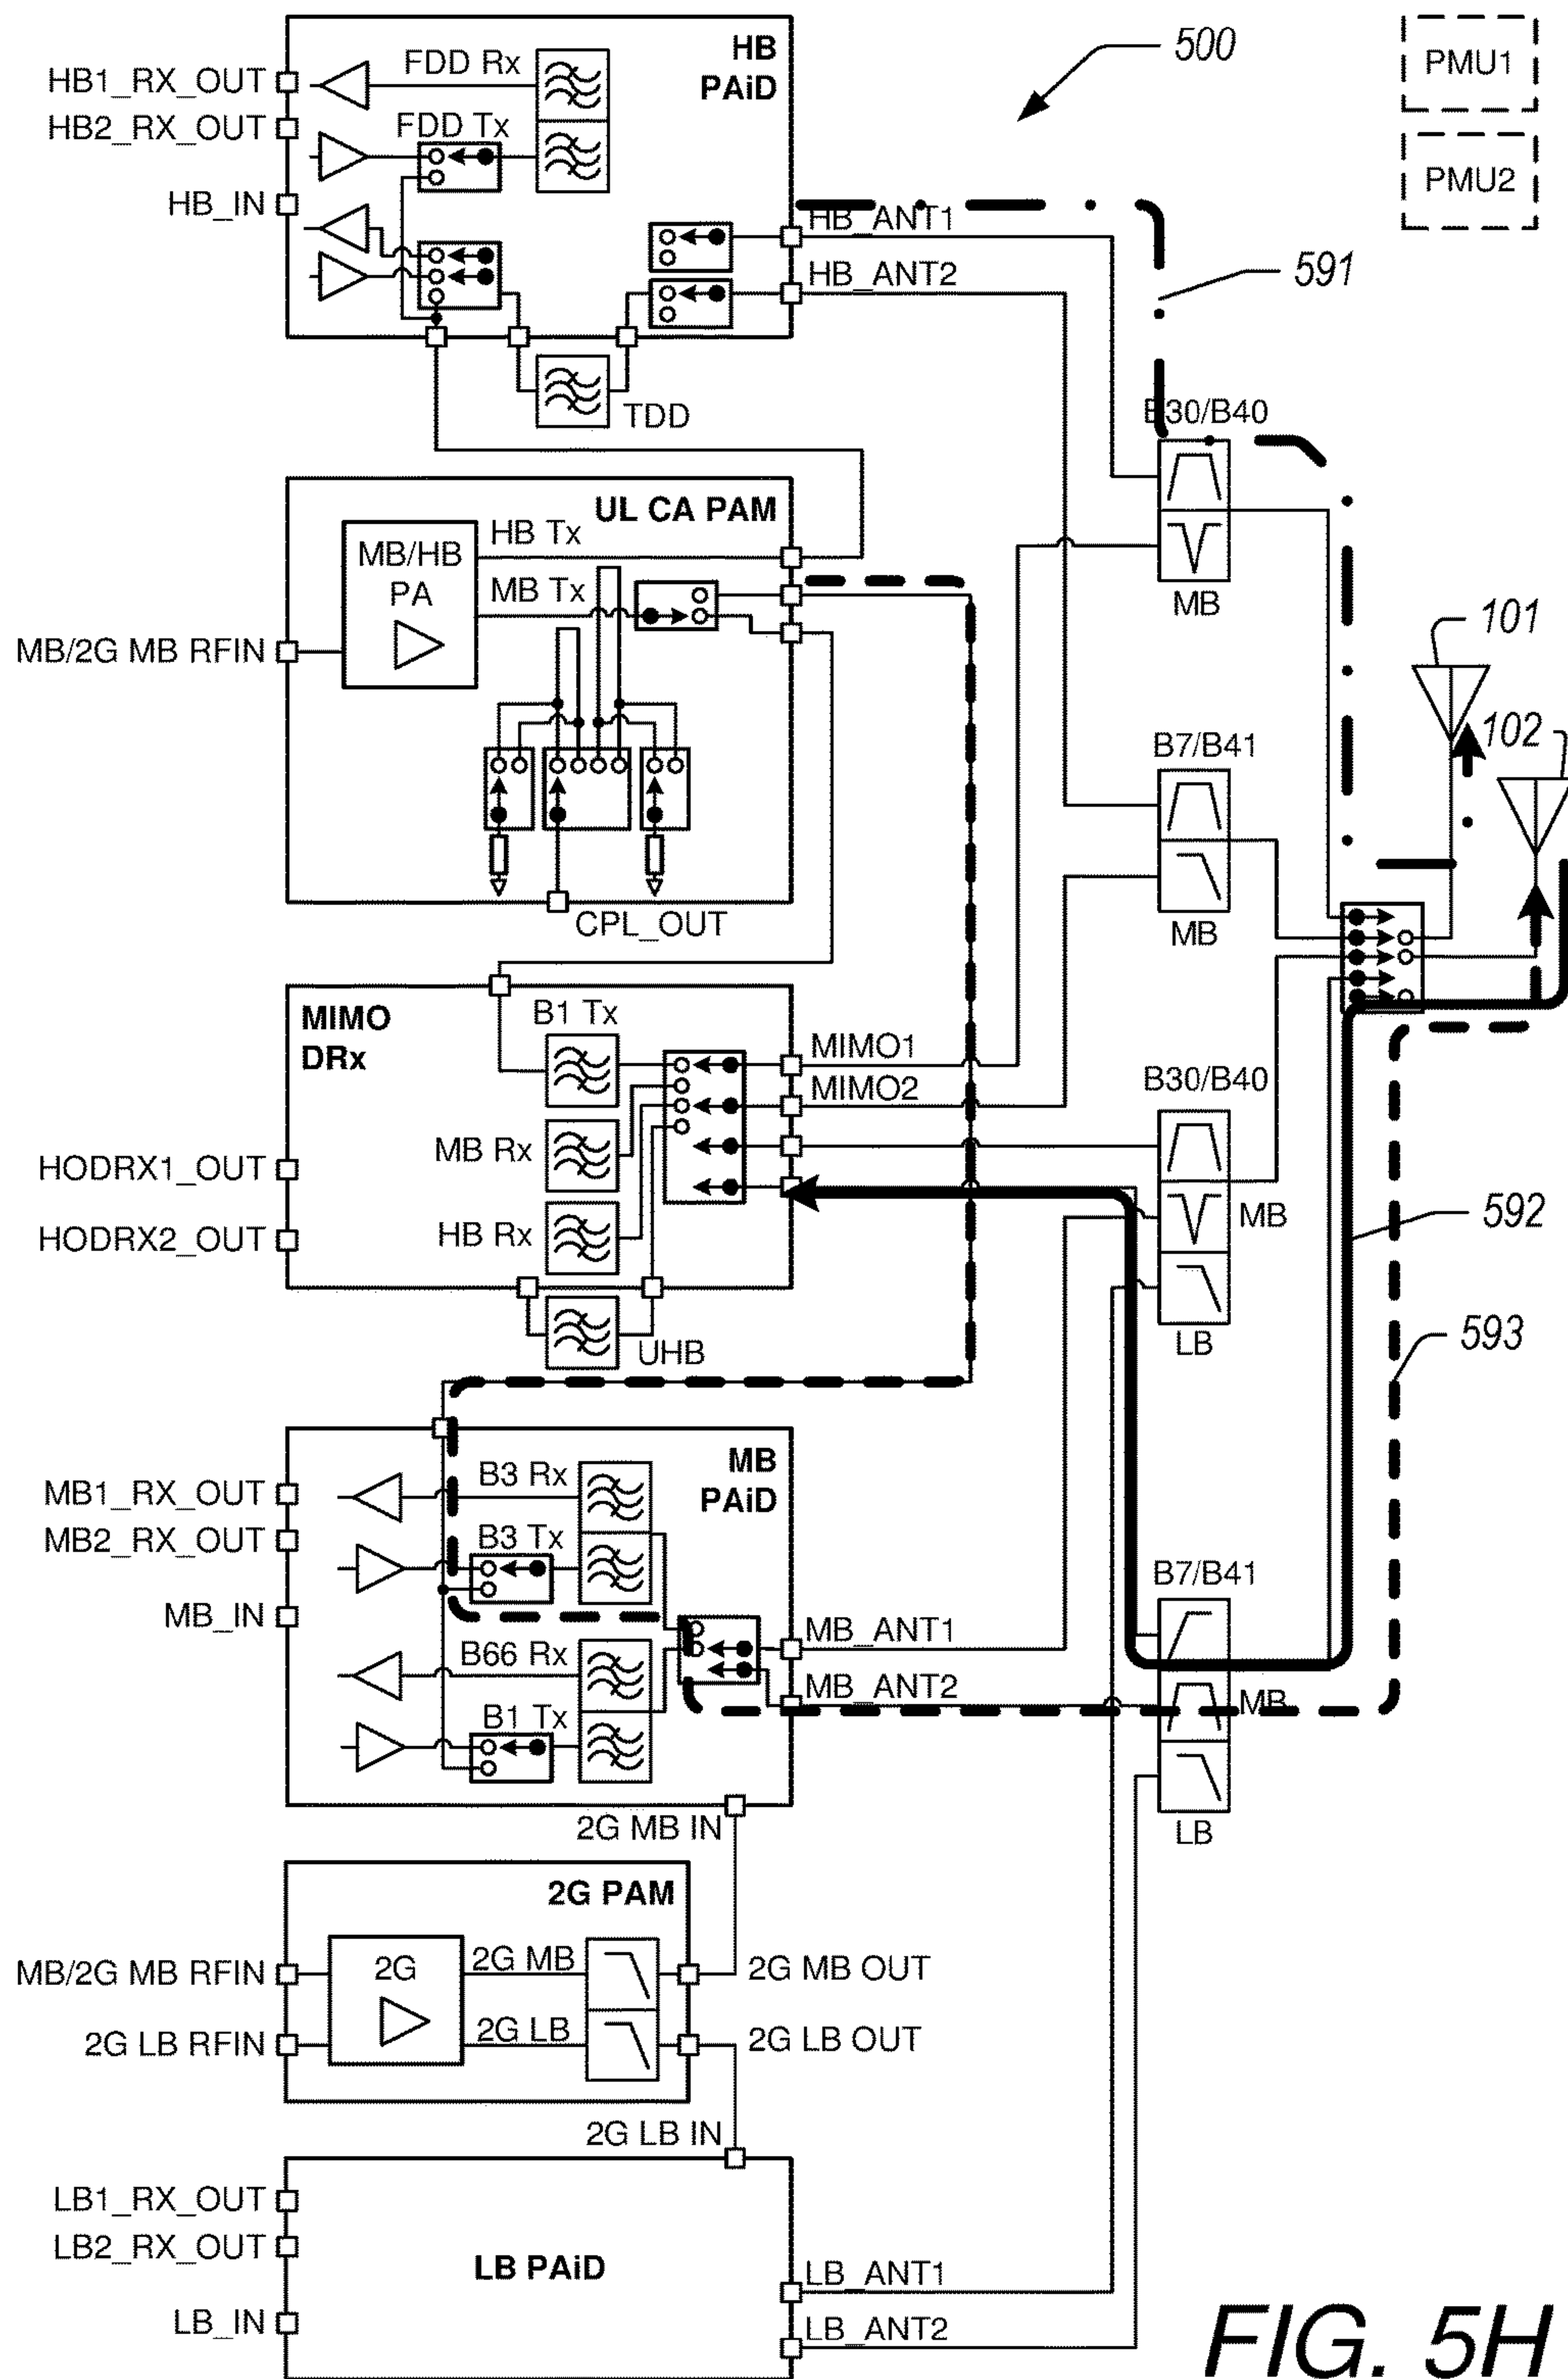 HB
PAiD
500
PMU1
PMU2
HB1_RX_OUT
HB2_RX_OUT
HB_IN
FDD Rx
FDD Tx
HB_ANT1
HB_ANT2
591
TDD
B30/B40
MB
UL CA PAM
MB/HB
PA
HB Tx
MB Tx
MB/2G MB RFIN
CPL_OUT
101
102
B7/B41
MB
MIMO
DRx
B1 Tx
MB Rx
HB Rx
MIMO1
MIMO2
HODRX1_OUT
HODRX2_OUT
UHB
B30/B40
MB
LB
592
593
MB
PAiD
MB1_RX_OUT
MB2_RX_OUT
MB_IN
B3 Rx
B3 Tx
B66 Rx
B1 Tx
MB_ANT1
MB_ANT2
B7/B41
MB
LB
2G MB IN
2G PAM
MB/2G MB RFIN
2G LB RFIN
2G
2G MB
2G LB
2G MB OUT
2G LB OUT
2G LB IN
LB1_RX_OUT
LB2_RX_OUT
LB_IN
LB PAiD
LB_ANT1
LB_ANT2
FIG. 5H